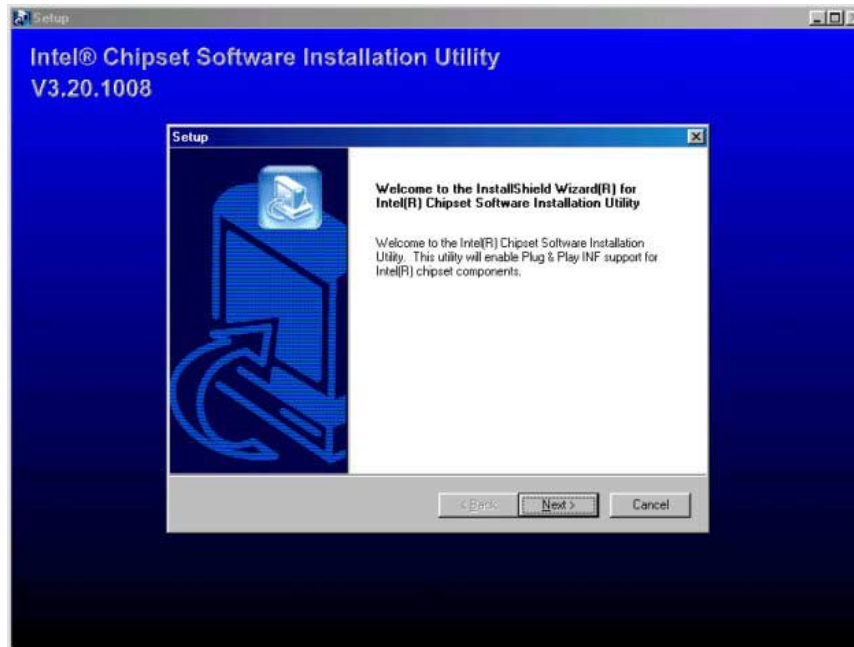 Setup
Intel® Chipset Software Installation Utility
V3.20.1008
Setup
Welcome to the InstallShield Wizard(R) for
Intel(R) Chipset Software Installation Utility
Welcome to the Intel(R) Chipset Software Installation
Utility. This utility will enable Plug & Play INF support for
Intel(R) chipset components.
< Back
Next >
Cancel